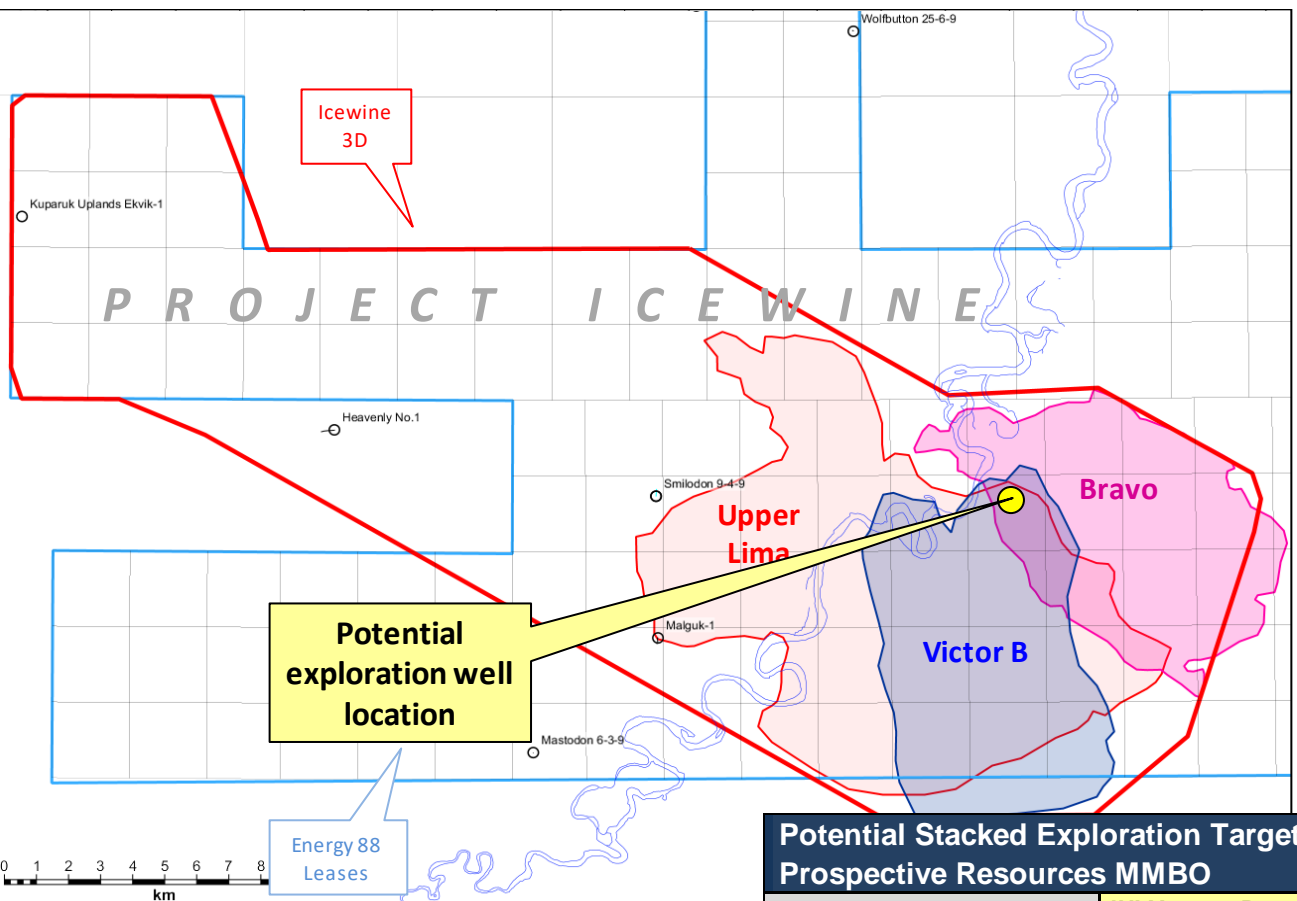 Wolfbutton 25-6-9
Icewine
3D
Kuparuk Uplands Ekvik-1
PROJECT ICEWINE
Heavenly No.1
Smilodon 9-4-9
Bravo
Upper
Lima
Potential
exploration well
location
Malguk-1
Victor B
Mastodon 6-3-9
Energy 88
Leases
0 1 2 3 4 5 6 7 8
km
Potential Stacked Exploration Target
Prospective Resources MMBO